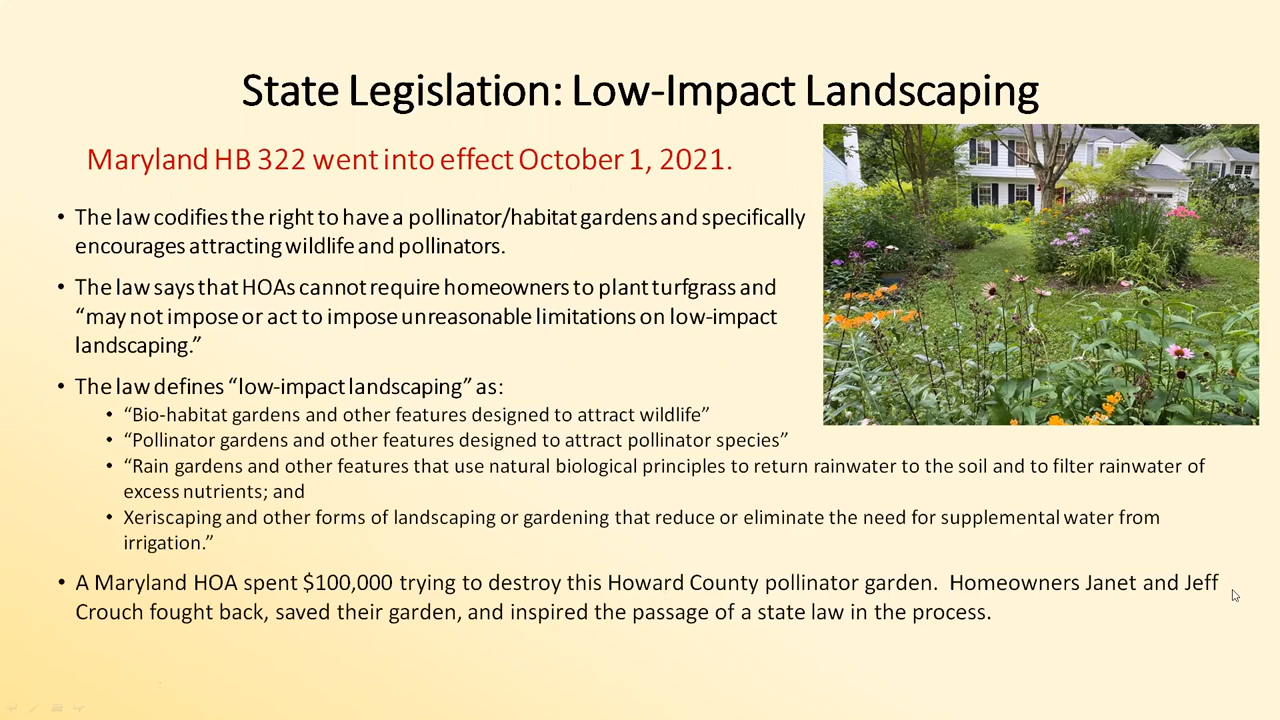 State Legislation: Low-Impact Landscaping
Maryland HB 322 went into effect October 1, 2021.
• The law codifies the right to have a pollinator/habitat gardens and specifically
encourages attracting wildlife and pollinators.
• The law says that HOAs cannot require homeowners to plant turfgrass and
“may not impose or act to impose unreasonable limitations on low-impact
landscaping.”
• The law defines “low-impact landscaping” as:
• “Bio-habitat gardens and other features designed to attract wildlife”
• “Pollinator gardens and other features designed to attract pollinator species”
• “Rain gardens and other features that use natural biological principles to return rainwater to the soil and to filter rainwater of
excess nutrients; and
• Xeriscaping and other forms of landscaping or gardening that reduce or eliminate the need for supplemental water from
irrigation.”
• A Maryland HOA spent $100,000 trying to destroy this Howard County pollinator garden.  Homeowners Janet and Jeff
Crouch fought back, saved their garden, and inspired the passage of a state law in the process.